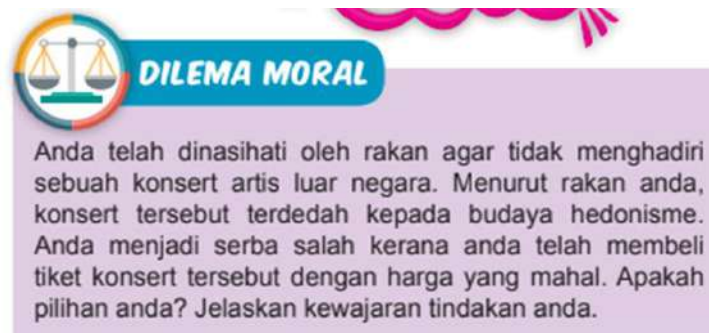 DILEMA MORAL
Anda telah dinasihati oleh rakan agar tidak menghadiri
sebuah konsert artis luar negara. Menurut rakan anda,
konsert tersebut terdedah kepada budaya hedonisme.
Anda menjadi serba salah kerana anda telah membeli
tiket konsert tersebut dengan harga yang mahal. Apakah
pilihan anda? Jelaskan kewajaran tindakan anda.